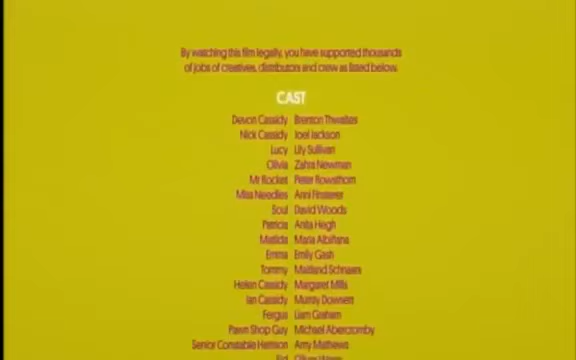 By watching this film legally, you have supported thousands
of jobs of creatives, distributors and crew as listed below.
CAST
Devon Cassidy Brenton Thwaites
Nick Cassidy Joel Jackson
Lucy Lily Sullivan
Olivia Zahra Newman
Mr Rocket Peter Rowsthorn
Miss Needles Anni Finsterer
Soul David Woods
Patricia Anita Hegh
Matilda Maria Albiñana
Emma Emily Gash
Tommy Maitland Schnaars
Helen Cassidy Margaret Mills
Ian Cassidy Murray Dowsett
Fergus Liam Graham
Pawn Shop Guy Michael Abercromby
Senior Constable Harrison Amy Mathews